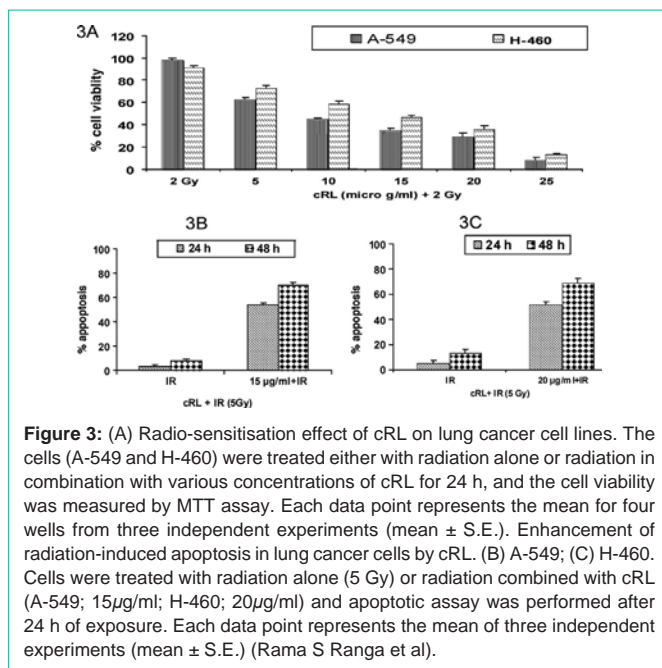 3A
A-549 H-460
% cell viability
120
100
80
60
40
20
0
2 Gy 5 10 15 20 25
cRL (micro g/ml) + 2 Gy
3B
24 h 48 h
% appoptosis
100
80
60
40
20
0
IR 15 µg/ml+IR
cRL + IR (5Gy)
3C
24 h 48 h
% appoptosis
100
80
60
40
20
0
IR 20 µg/ml+IR
cRL+ IR (5 Gy)
Figure 3: (A) Radio-sensitisation effect of cRL on lung cancer cell lines. The
cells (A-549 and H-460) were treated either with radiation alone or radiation in
combination with various concentrations of cRL for 24 h, and the cell viability
was measured by MTT assay. Each data point represents the mean for four
wells from three independent experiments (mean ± S.E.). Enhancement of
radiation-induced apoptosis in lung cancer cells by cRL. (B) A-549; (C) H-460.
Cells were treated with radiation alone (5 Gy) or radiation combined with cRL
(A-549; 15µg/ml; H-460; 20µg/ml) and apoptotic assay was performed after
24 h of exposure. Each data point represents the mean of three independent
experiments (mean ± S.E.) (Rama S Ranga et al).